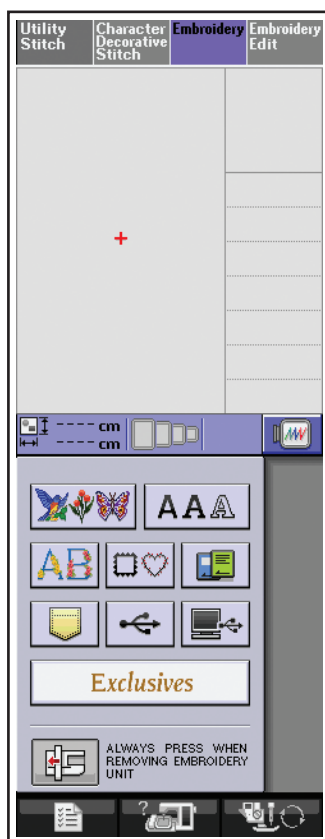 Utility
Stitch
Character
Decorative
Stitch
Embroidery
Embroidery
Edit
---- cm
---- cm
AAA
AB
Exclusives
ALWAYS PRESS WHEN
REMOVING EMBROIDERY
UNIT
?